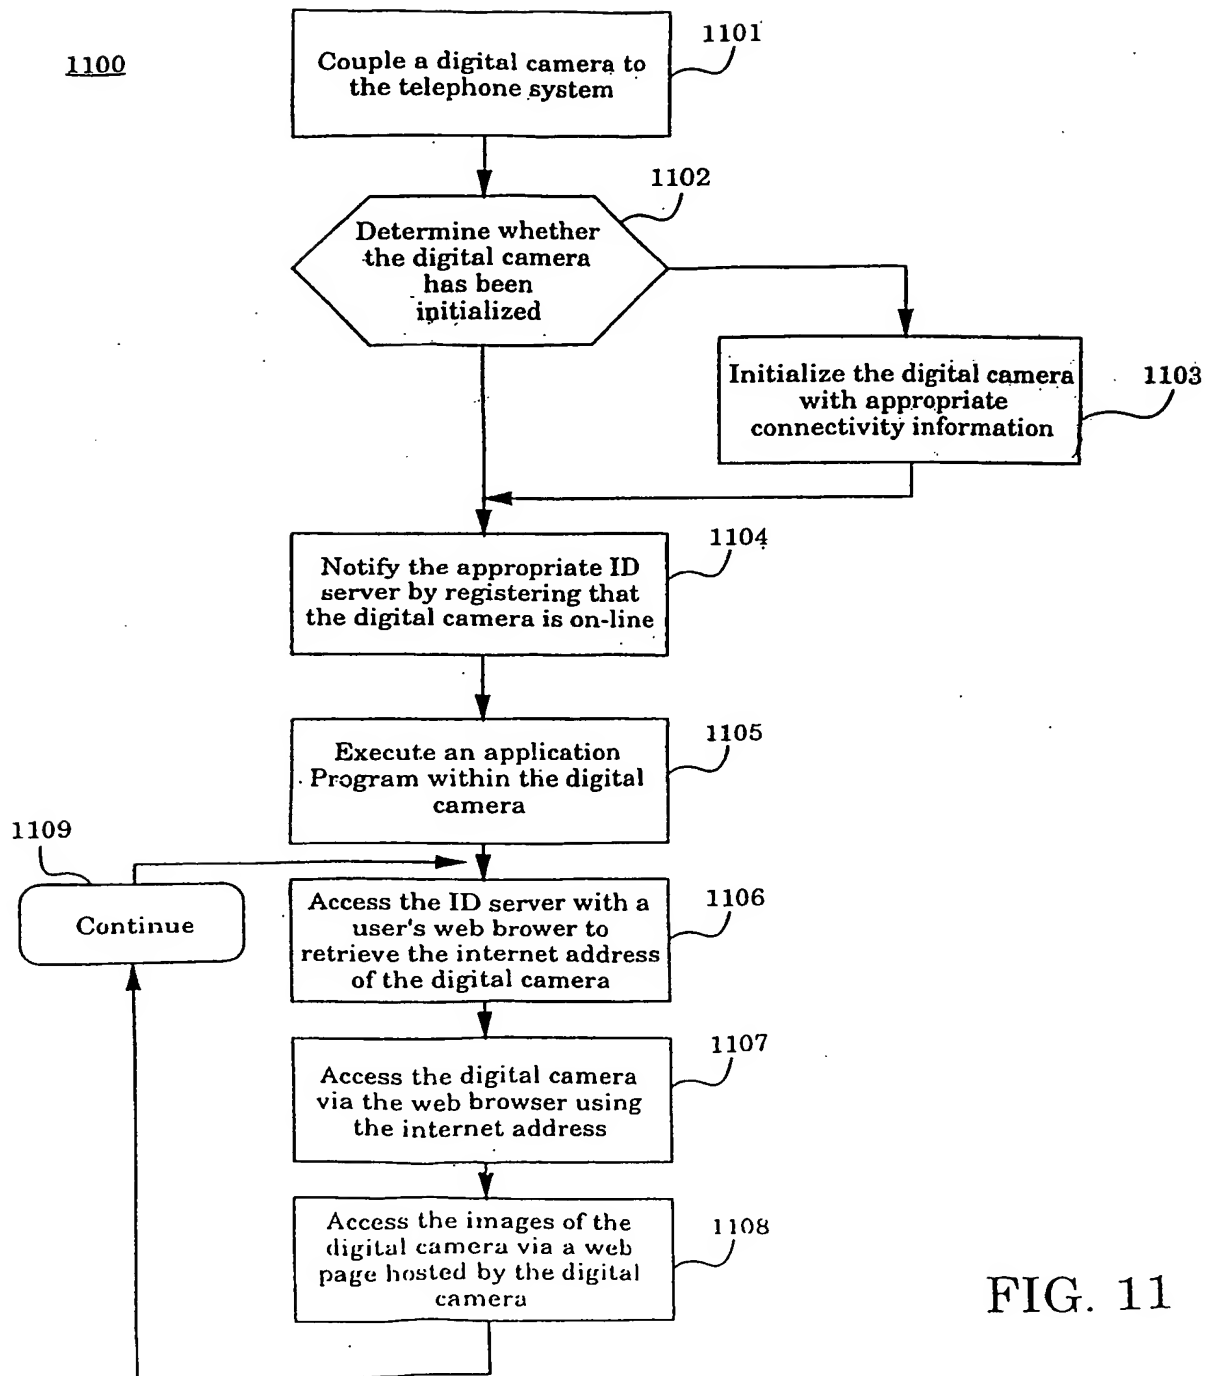 1100
1101
Couple a digital camera to
the telephone system
1102
Determine whether
the digital camera
has been
initialized
Initialize the digital camera
with appropriate
connectivity information
1103
1104
Notify the appropriate ID
server by registering that
the digital camera is on-line
1105
Execute an application
Program within the digital
camera
1109
Continue
1106
Access the ID server with a
user's web brower to
retrieve the internet address
of the digital camera
1107
Access the digital camera
via the web browser using
the internet address
1108
Access the images of the
digital camera via a web
page hosted by the digital
camera
FIG. 11